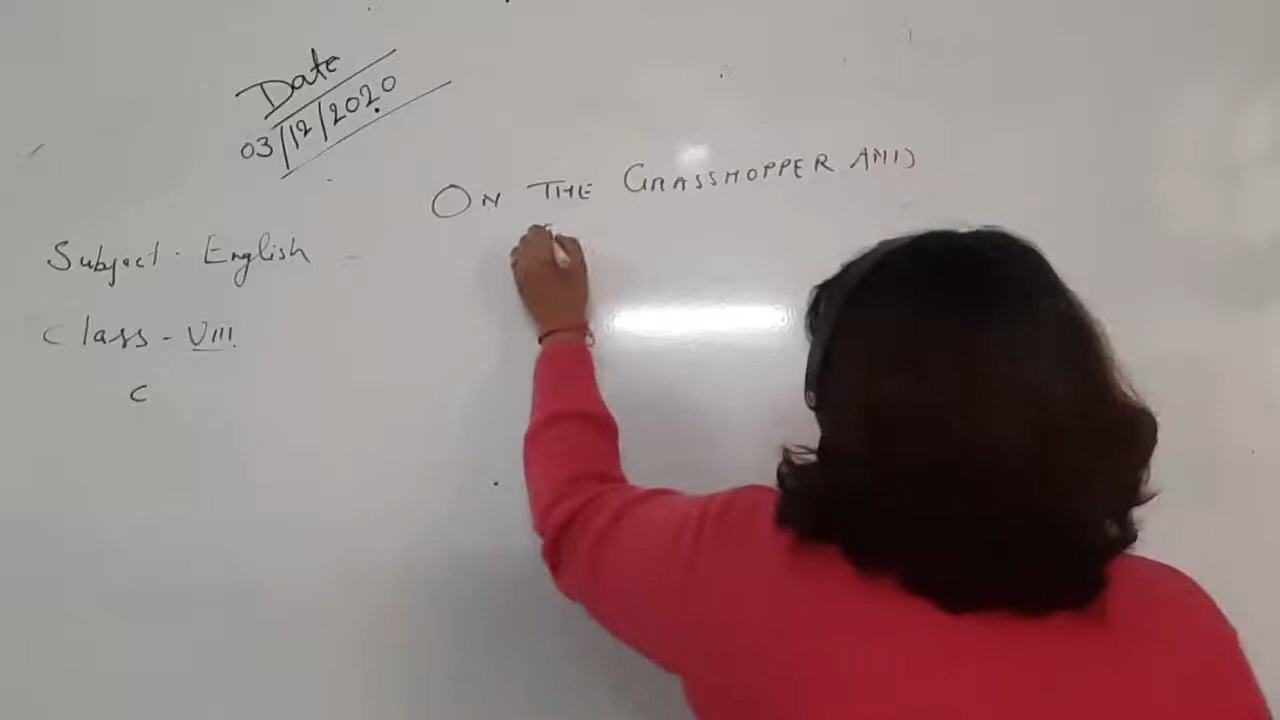 Date
03/12/2020
ON THE GRASSHOPPER AND
Subject - English
Class - VIII
C